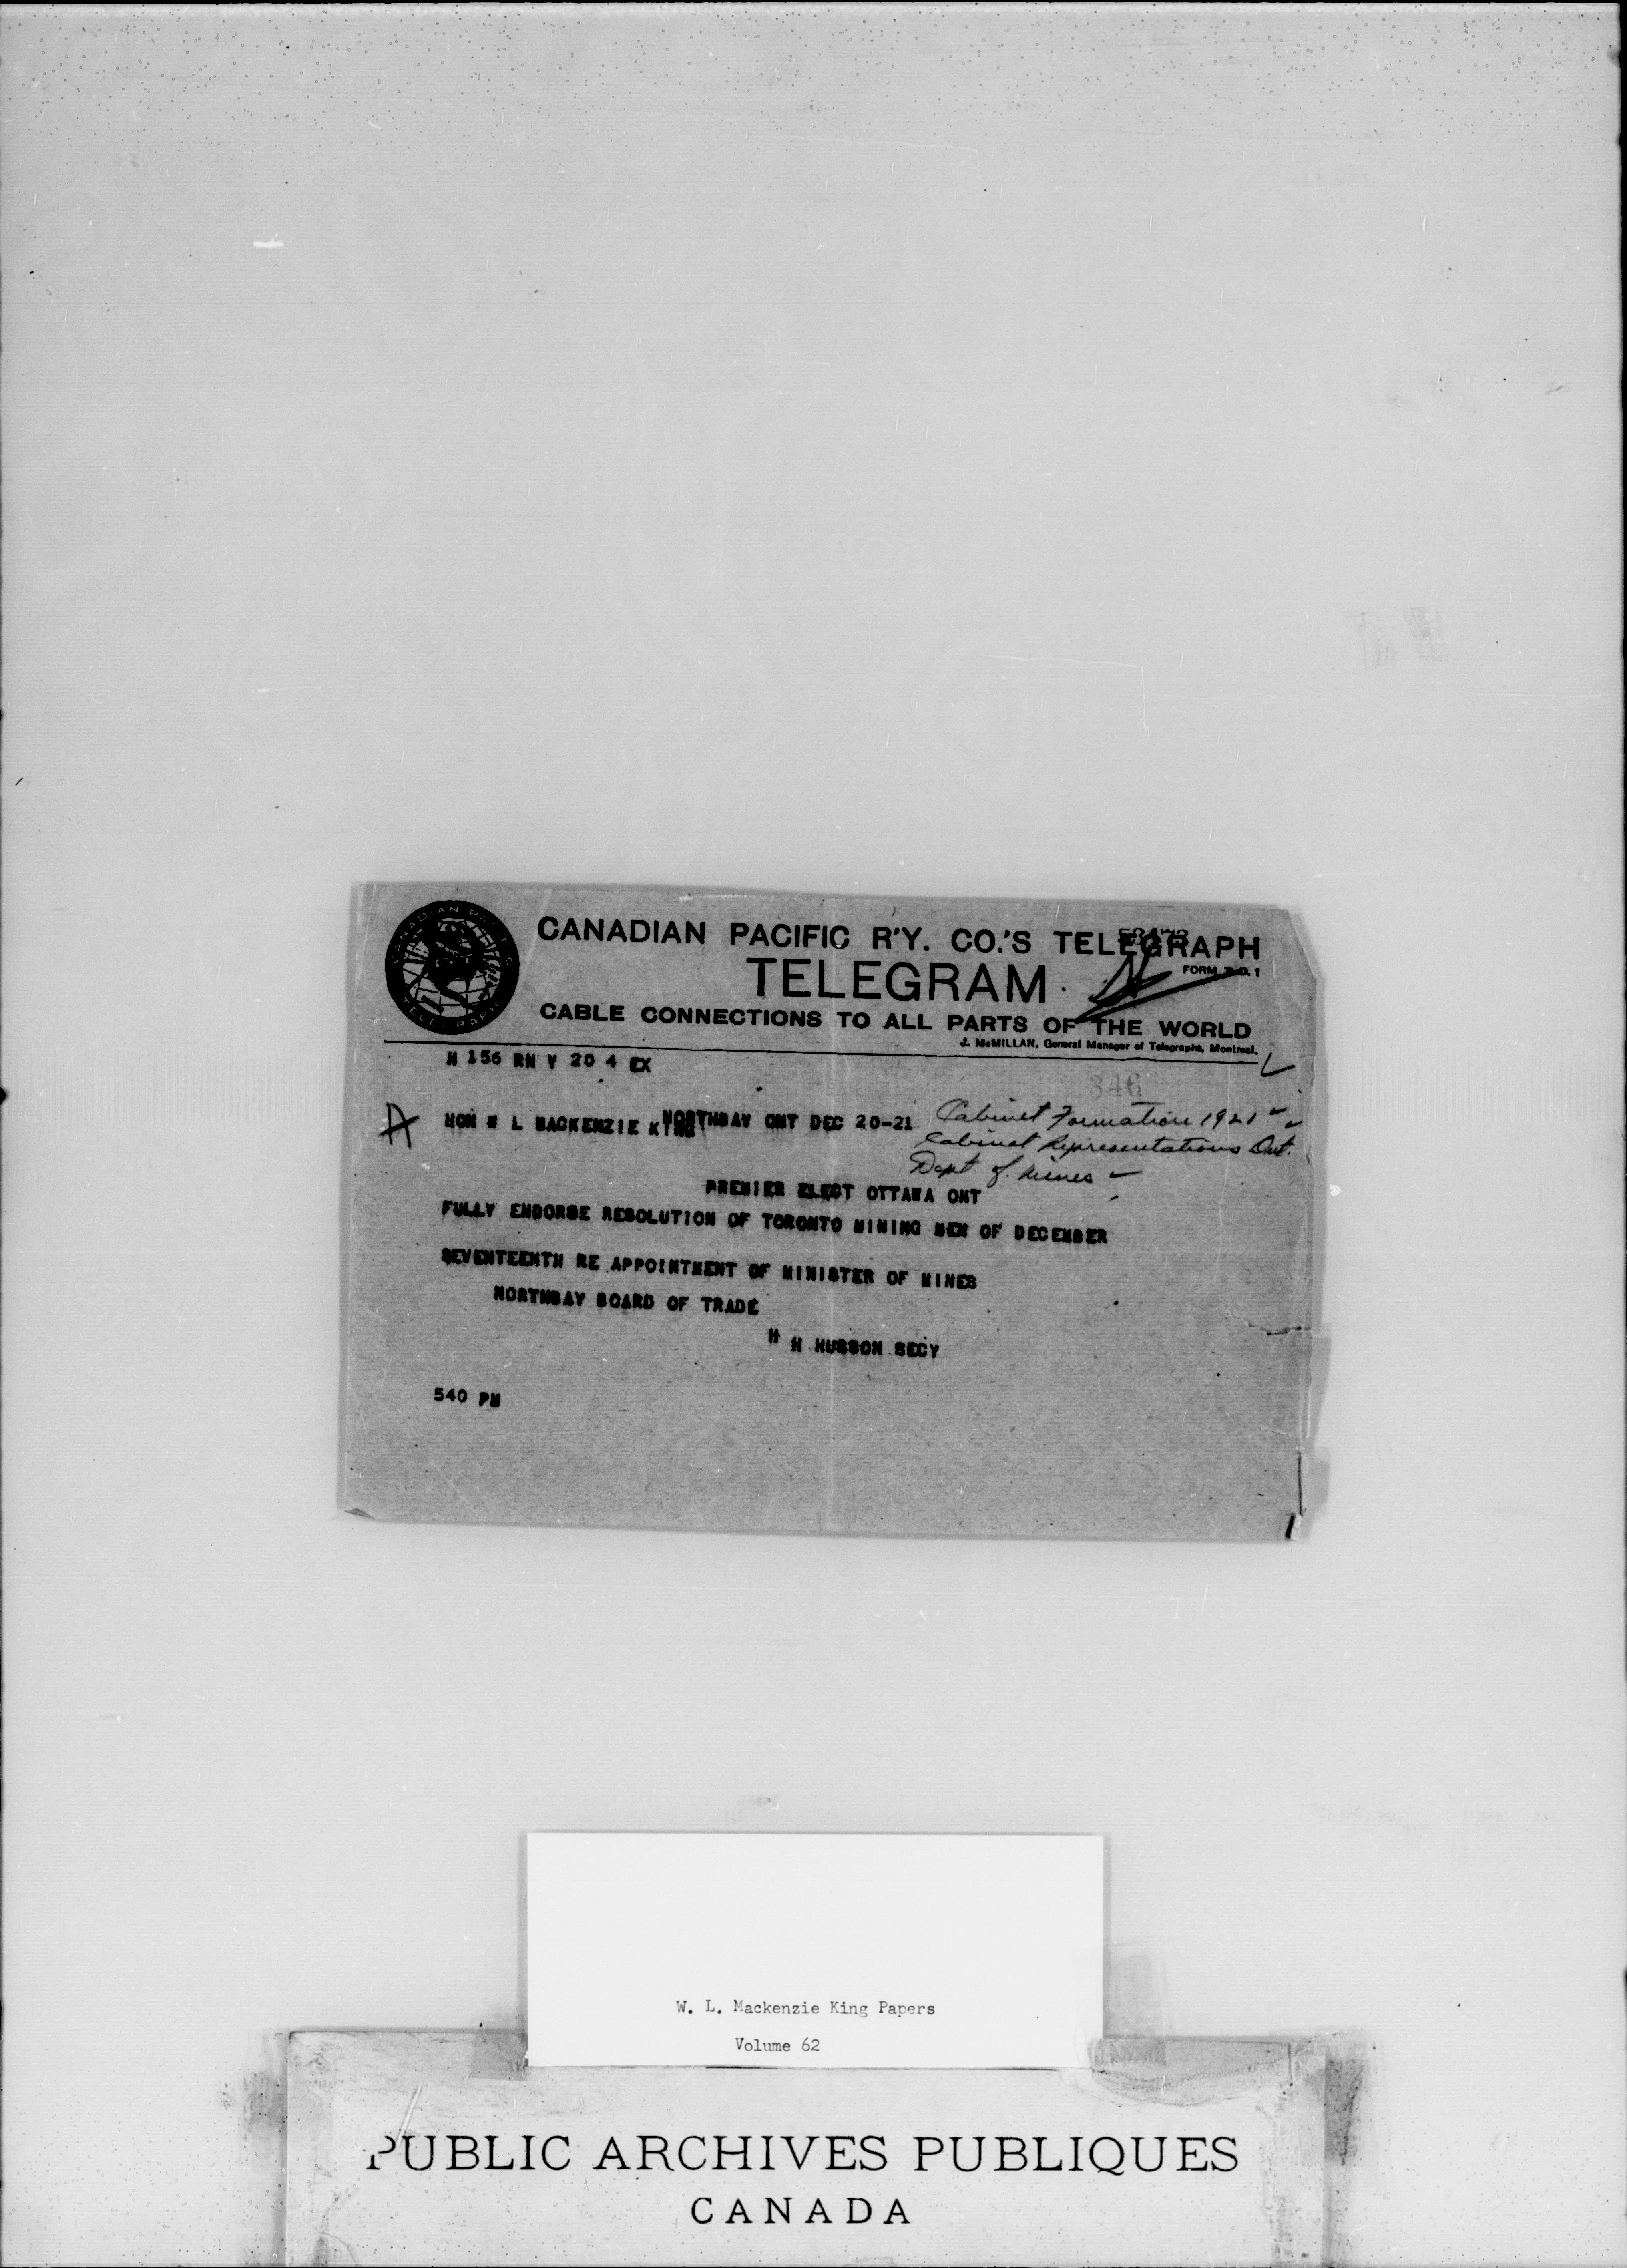 CANADIAN PACIFIC R'Y. CO.'S TELEGRAPH
TELEGRAM
FORM T.D. 1
CABLE CONNECTIONS TO ALL PARTS OF THE WORLD
J. McMILLAN, General Manager of Telegraphs, Montreal.
H 156 RN V 20 4 EX
346
HON W L MACKENZIE KING NORTHBAY ONT DEC 20-21
Cabinet Formation 1921
Cabinet Representations Ont.
Dept of Mines
PREMIER ELECT OTTAWA ONT
FULLY ENDORSE RESOLUTION OF TORONTO MINING MEN OF DECEMBER
SEVENTEENTH RE APPOINTMENT OF MINISTER OF MINES
NORTHBAY BOARD OF TRADE
H H HUSSON SECY
540 PM
W. L. Mackenzie King Papers
Volume 62
PUBLIC ARCHIVES PUBLIQUES
CANADA